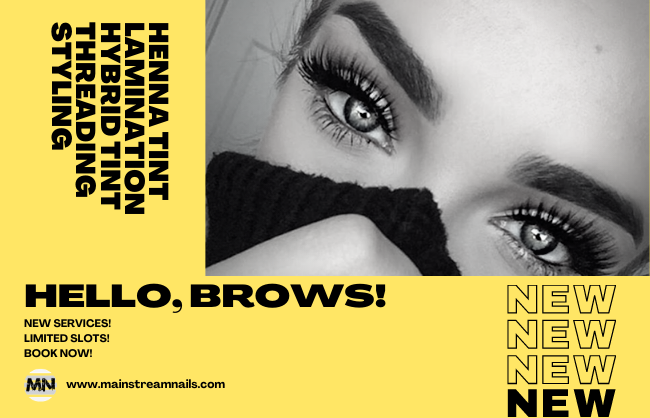 HENNA TINT
LAMINATION
HYBRID TINT
THREADING
STYLING
HELLO, BROWS!
NEW SERVICES!
LIMITED SLOTS!
BOOK NOW!
MN
www.mainstreamnails.com
NEW
NEW
NEW
NEW